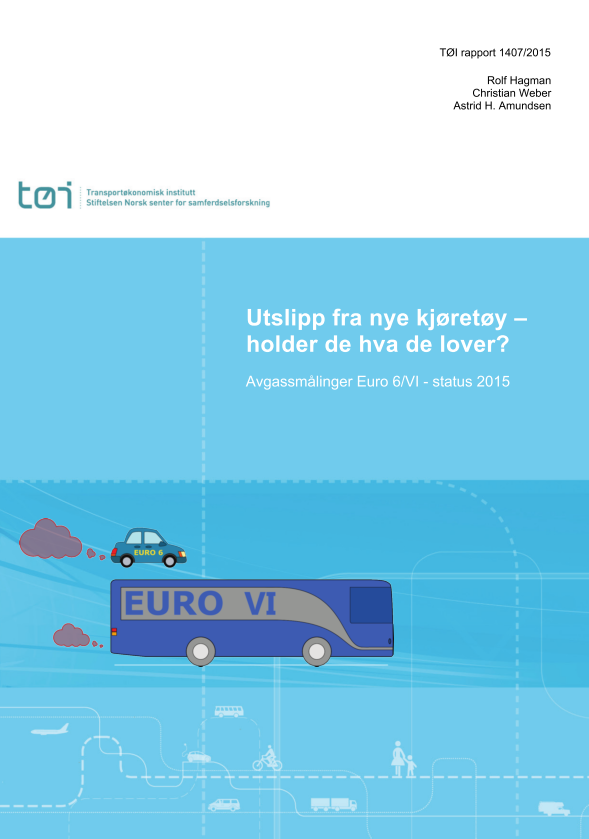 TØI rapport 1407/2015
Rolf Hagman
Christian Weber
Astrid H. Amundsen
tøi
Transportøkonomisk institutt
Stiftelsen Norsk senter for samferdselsforskning
Utslipp fra nye kjøretøy –
holder de hva de lover?
Avgassmålinger Euro 6/VI - status 2015
EURO 6
EURO VI